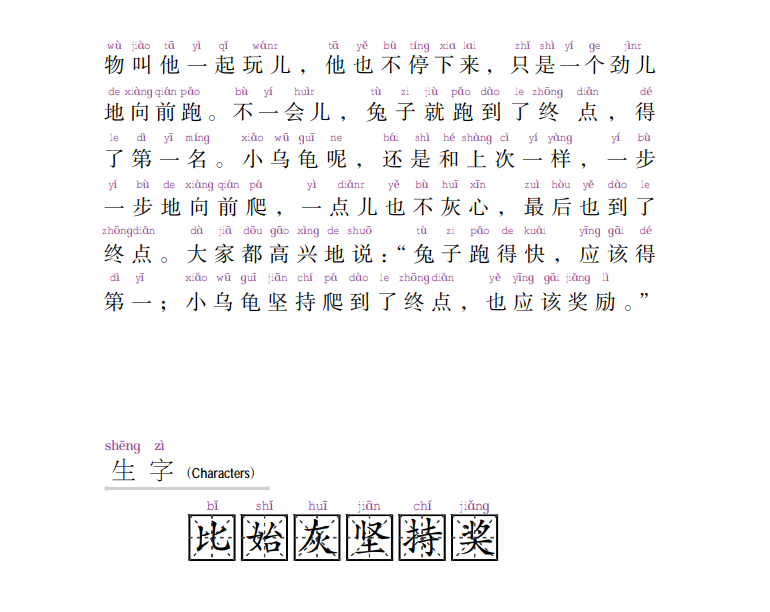 wù jiào tā yì qǐ wánr tā yě bù tíng xia lai zhǐ shì yí ge jìnr
物叫他一起玩儿，他也不停下来，只是一个劲儿
de xiàng qián pǎo bù yí huìr tù zi jiù pǎo dào le zhōng diǎn dé
地向前跑。不一会儿，兔子就跑到了终点，得
le dì yī míng xiǎo wū guī ne hái shì hé shàng cì yí yàng yí bù
了第一名。小乌龟呢，还是和上次一样，一步
yí bù de xiàng qián pá yì diǎnr yě bù huī xīn zuì hòu yě dào le
一步地向前爬，一点儿也不灰心，最后也到了
zhōng diǎn dà jiā dōu gāo xìng de shuō tù zi pǎo de kuài yīng gāi dé
终点。大家都高兴地说：“兔子跑得快，应该得
dì yī xiǎo wū guī jiān chí pá dào le zhōng diǎn yě yīng gāi jiǎng lì
第一；小乌龟坚持爬到了终点，也应该奖励。”
shēng zì
生字（Characters）
bǐ shǐ huī jiān chí jiǎng
比始灰坚持奖